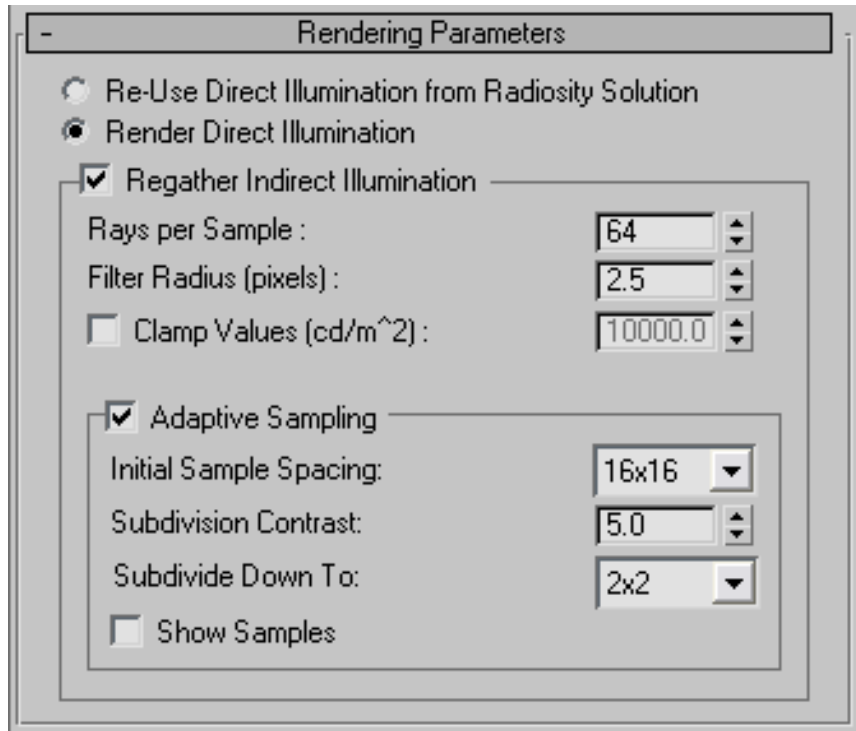 - Rendering Parameters
Re-Use Direct Illumination from Radiosity Solution
Render Direct Illumination
Regather Indirect Illumination
Rays per Sample : 64
Filter Radius (pixels) : 2.5
Clamp Values (cd/m^2) : 10000.0
Adaptive Sampling
Initial Sample Spacing: 16x16
Subdivision Contrast: 5.0
Subdivide Down To: 2x2
Show Samples